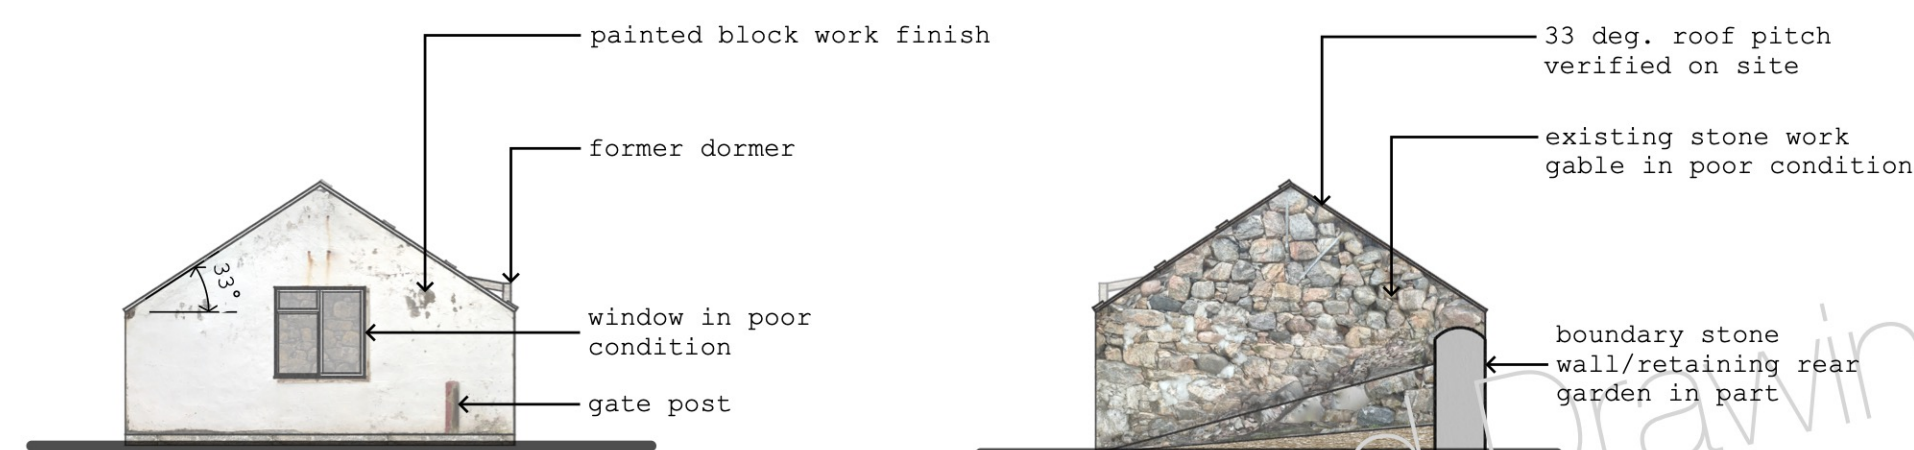 painted block work finish
former dormer
33°
window in poor
condition
gate post
33 deg. roof pitch
verified on site
existing stone work
gable in poor condition
boundary stone
wall/retaining rear
garden in part